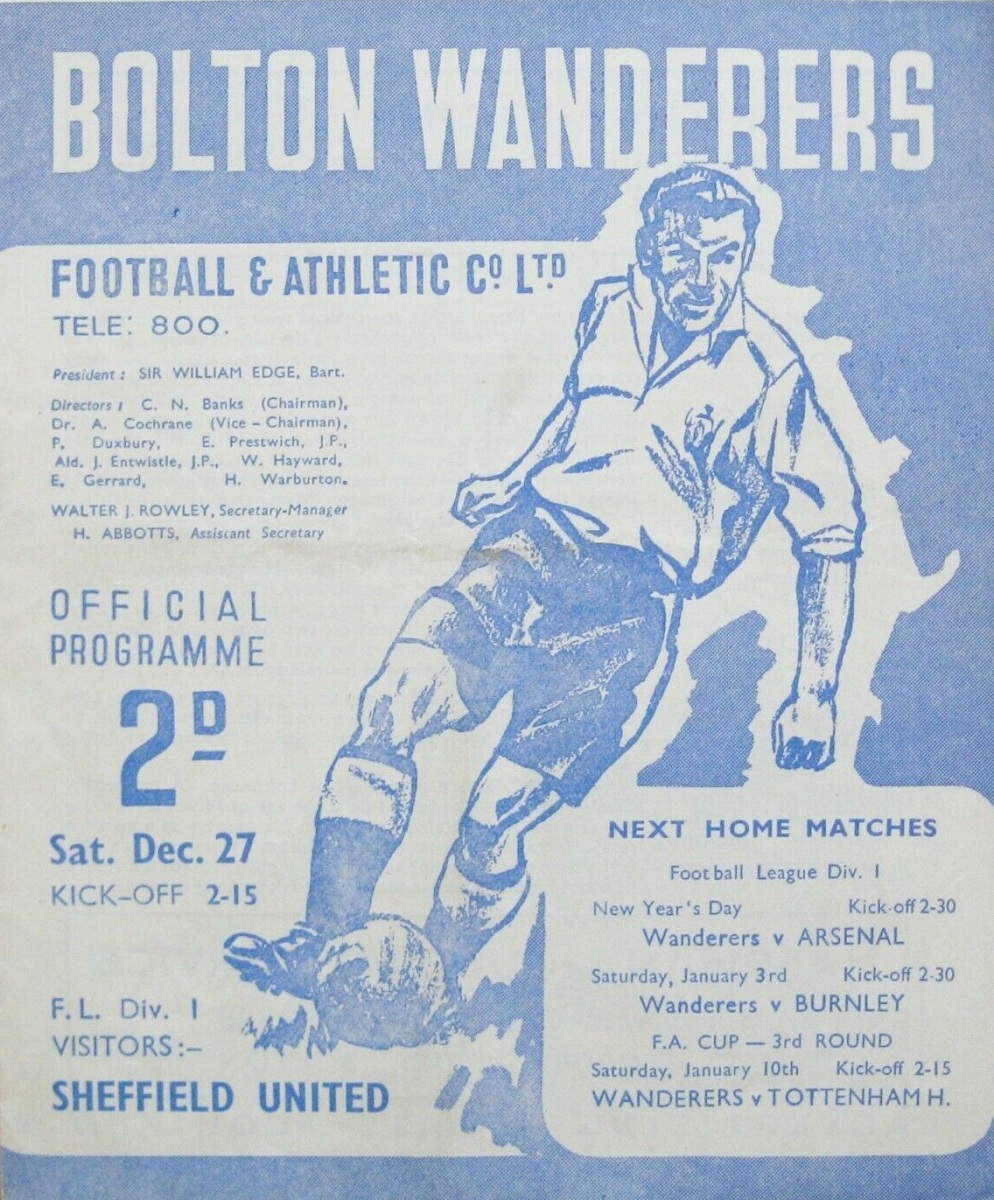 BOLTON WANDERERS
FOOTBALL & ATHLETIC Co. LTD
TELE: 800.
President : SIR WILLIAM EDGE, Bart.
Directors : C. N. Banks (Chairman),
Dr. A. Cochrane (Vice – Chairman),
P. Duxbury, E. Prestwich, J.P.,
Ald. J. Entwistle, J.P., W. Hayward,
E. Gerrard, H. Warburton.
WALTER J. ROWLEY, Secretary-Manager
H. ABBOTTS, Assistant Secretary
OFFICIAL
PROGRAMME
2D
Sat. Dec. 27
KICK–OFF 2-15
F.L. Div. 1
VISITORS:–
SHEFFIELD UNITED
NEXT HOME MATCHES
Football League Div. 1
New Year's Day Kick-off 2-30
Wanderers v ARSENAL
Saturday, January 3rd Kick-off 2-30
Wanderers v BURNLEY
F.A. CUP — 3rd ROUND
Saturday, January 10th Kick-off 2-15
WANDERERS v TOTTENHAM H.